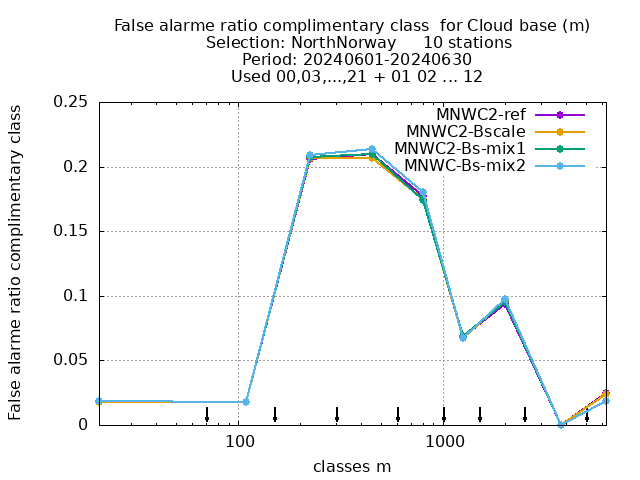 False alarme ratio complimentary class  for Cloud base (m)
Selection: NorthNorway     10 stations
Period: 20240601-20240630
Used 00,03,...,21 + 01 02 ... 12
False alarme ratio complimentary class
0.25
0.2
0.15
0.1
0.05
0
100
1000
classes m
MNWC2-ref
MNWC2-Bscale
MNWC2-Bs-mix1
MNWC-Bs-mix2